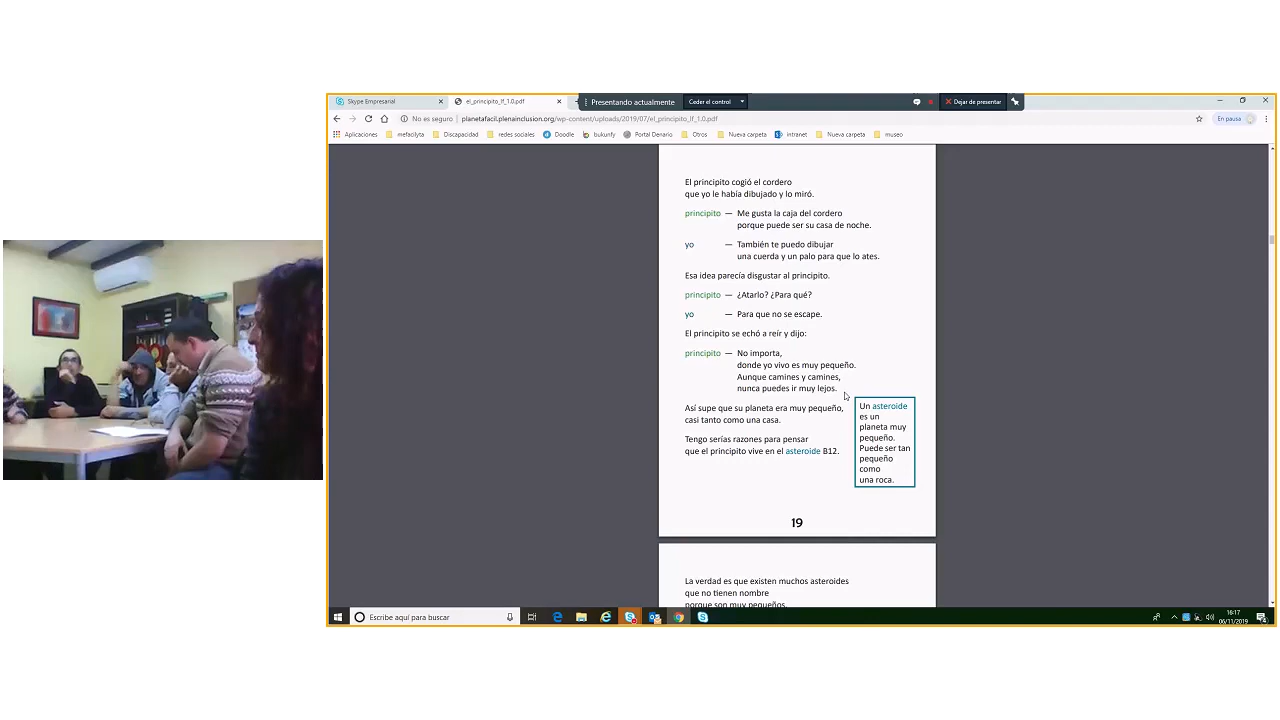 Skype Empresarial
el_principito_lf_1.0.pdf
Presentando actualmente
Ceder el control
Dejar de presentar
No es seguro
planetafacil.plenainclusion.org/wp-content/uploads/2019/07/el_principito_lf_1.0.pdf
En pausa
Aplicaciones
mefacilyta
Discapacidad
redes sociales
Doodle
bukunfy
Portal Denario
Otros
Nueva carpeta
intranet
Nueva carpeta
museo
El principito cogió el cordero
que yo le había dibujado y lo miró.
principito — Me gusta la caja del cordero
porque puede ser su casa de noche.
yo — También te puedo dibujar
una cuerda y un palo para que lo ates.
Esa idea parecía disgustar al principito.
principito — ¿Atarlo? ¿Para qué?
yo — Para que no se escape.
El principito se echó a reír y dijo:
principito — No importa,
donde yo vivo es muy pequeño.
Aunque camines y camines,
nunca puedes ir muy lejos.
Así supe que su planeta era muy pequeño,
casi tanto como una casa.
Tengo serías razones para pensar
que el principito vive en el asteroide B12.
Un asteroide
es un
planeta muy
pequeño.
Puede ser tan
pequeño
como
una roca.
19
La verdad es que existen muchos asteroides
que no tienen nombre
porque son muy pequeños.
Escribe aquí para buscar
16:17
06/11/2019